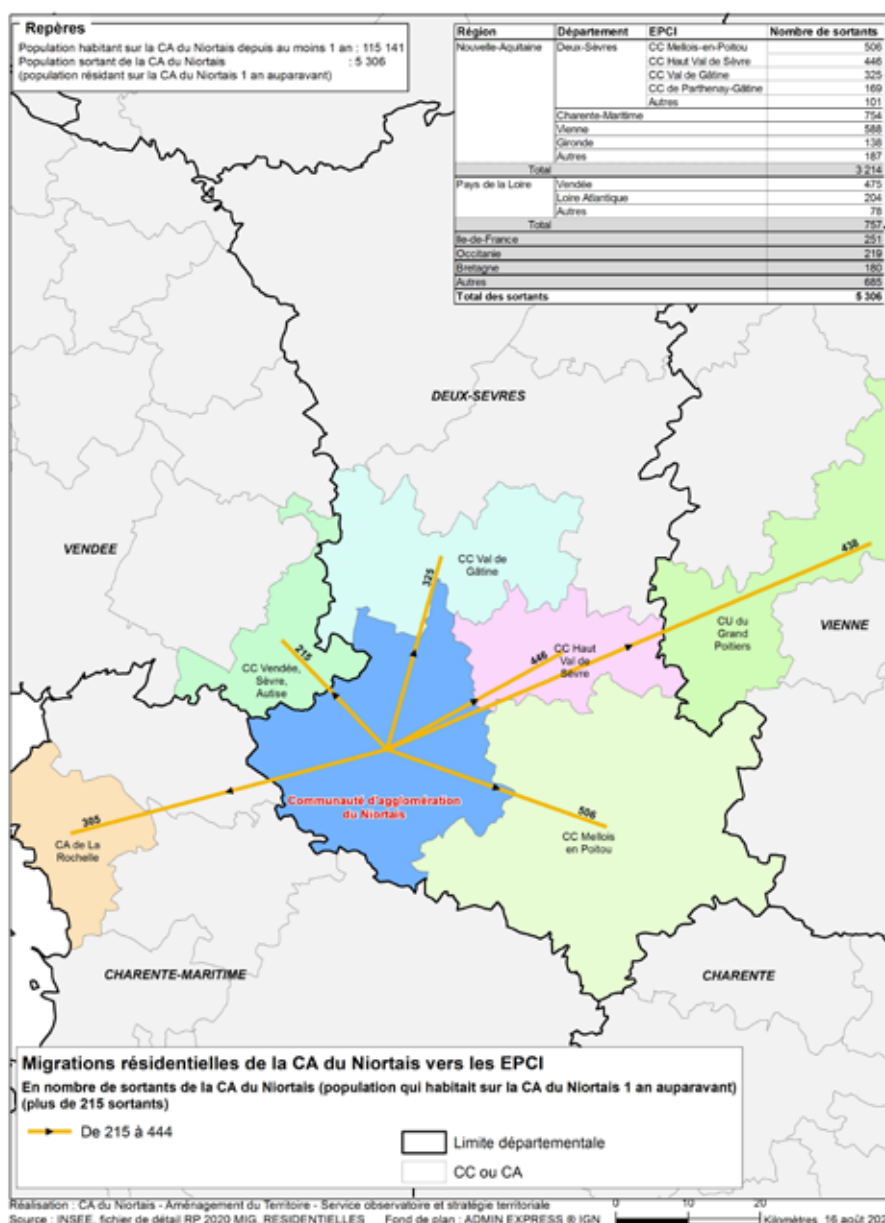 Repères
Population habitant sur la CA du Niortais depuis au moins 1 an : 115 141
Population sortant de la CA du Niortais : 5 306
(population résidant sur la CA du Niortais 1 an auparavant)
Région Département EPCI Nombre de sortants
Nouvelle-Aquitaine Deux-Sèvres CC Mellois-en-Poitou 506
CC Haut Val de Sèvre 446
CC Val de Gâtine 325
CC de Parthenay-Gâtine 169
Autres 101
Charente-Maritime 754
Vienne 588
Gironde 138
Autres 187
Total 3 214
Pays de la Loire Vendée 475
Loire Atlantique 204
Autres 78
Total 757
Ile-de-France 251
Occitanie 219
Bretagne 180
Autres 685
Total des sortants 5 306
DEUX-SEVRES
VENDEE
CC Val de
Gâtine
325
438
215
446
CC Haut
Val de
Sèvre
CU du
Grand
Poitiers
VIENNE
CC Vendée,
Sèvre,
Autise
Communauté d'agglomération
du Niortais
385
506
CA de La
Rochelle
CC Mellois
en Poitou
CHARENTE-MARITIME
CHARENTE
Migrations résidentielles de la CA du Niortais vers les EPCI
En nombre de sortants de la CA du Niortais (population qui habitait sur la CA du Niortais 1 an auparavant)
(plus de 215 sortants)
De 215 à 444
Limite départementale
CC ou CA
Réalisation : CA du Niortais - Aménagement du Territoire - Service observatoire et stratégie territoriale
Source : INSEE, fichier de détail RP 2020 MIG_RESIDENTIELLES Fond de plan : ADMIN EXPRESS ® IGN
0 10 20
Kilomètres 16 août 202